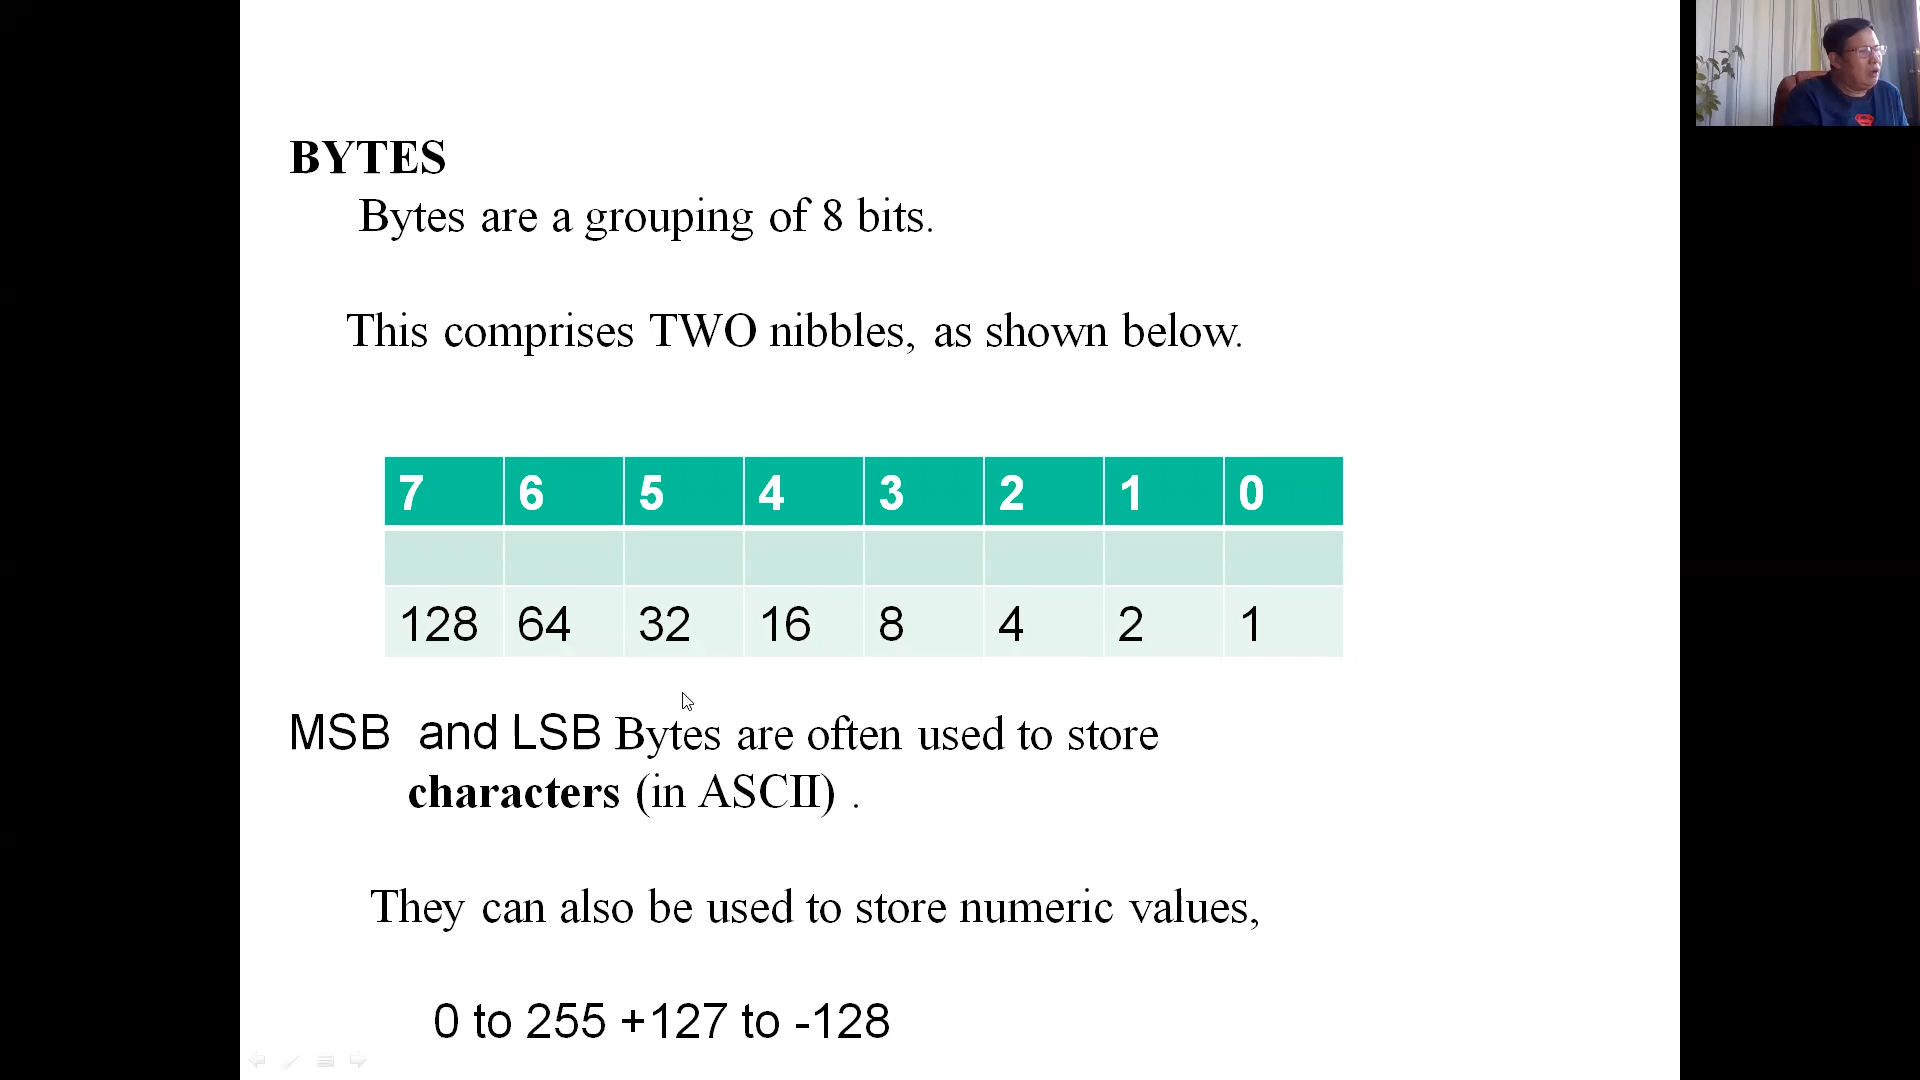 BYTES
Bytes are a grouping of 8 bits.
This comprises TWO nibbles, as shown below.
7 6 5 4 3 2 1 0
128 64 32 16 8 4 2 1
MSB and LSB Bytes are often used to store
characters (in ASCII) .
They can also be used to store numeric values,
0 to 255 +127 to -128